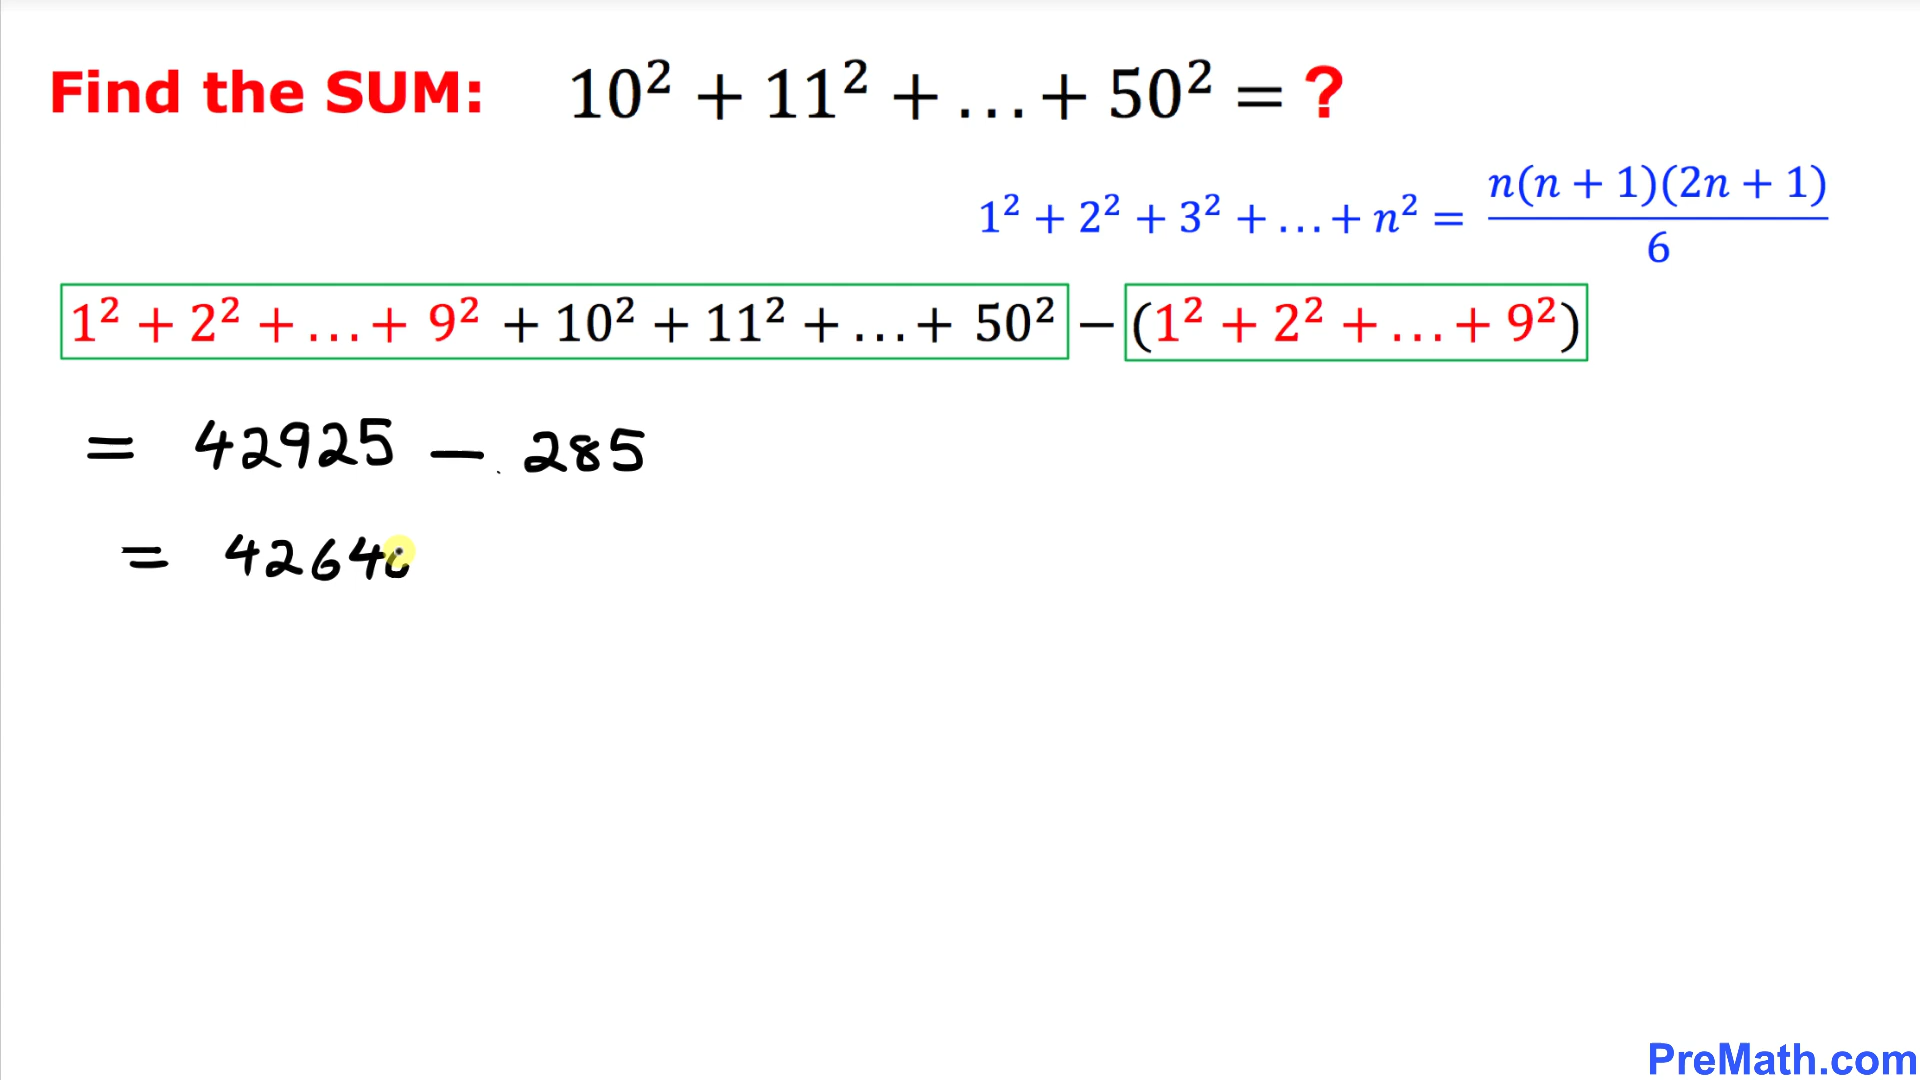 Find the SUM: 10² + 11² + ... + 50² = ?
1² + 2² + 3² + ... + n² = n(n + 1)(2n + 1) / 6
1² + 2² + ... + 9² + 10² + 11² + ... + 50² − (1² + 2² + ... + 9²)
= 42925 − 285
= 42640
PreMath.com